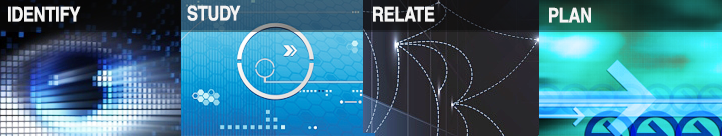 IDENTIFY STUDY RELATE PLAN